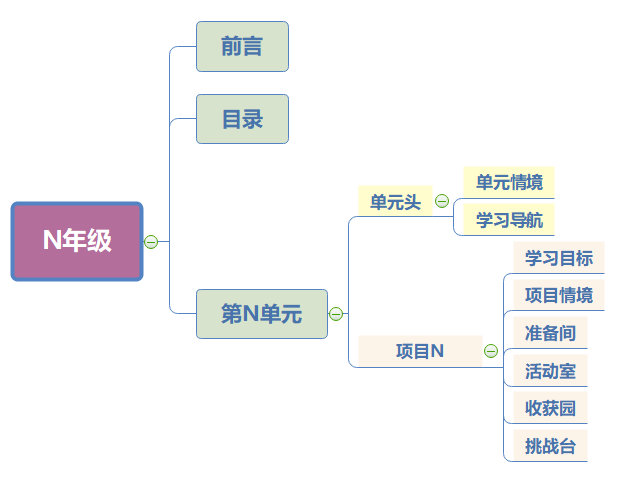 前言
目录
N年级
第N单元
单元头
单元情境
学习导航
项目N
学习目标
项目情境
准备间
活动室
收获园
挑战台